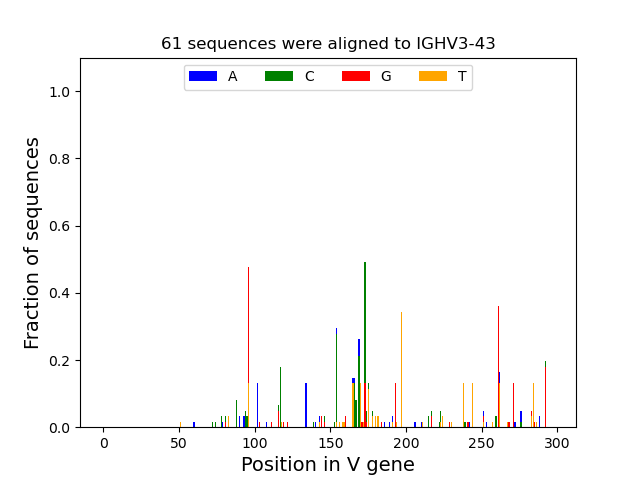 61 sequences were aligned to IGHV3-43
A C G T
1.0
0.8
0.6
0.4
0.2
0.0
Fraction of sequences
0 50 100 150 200 250 300
Position in V gene